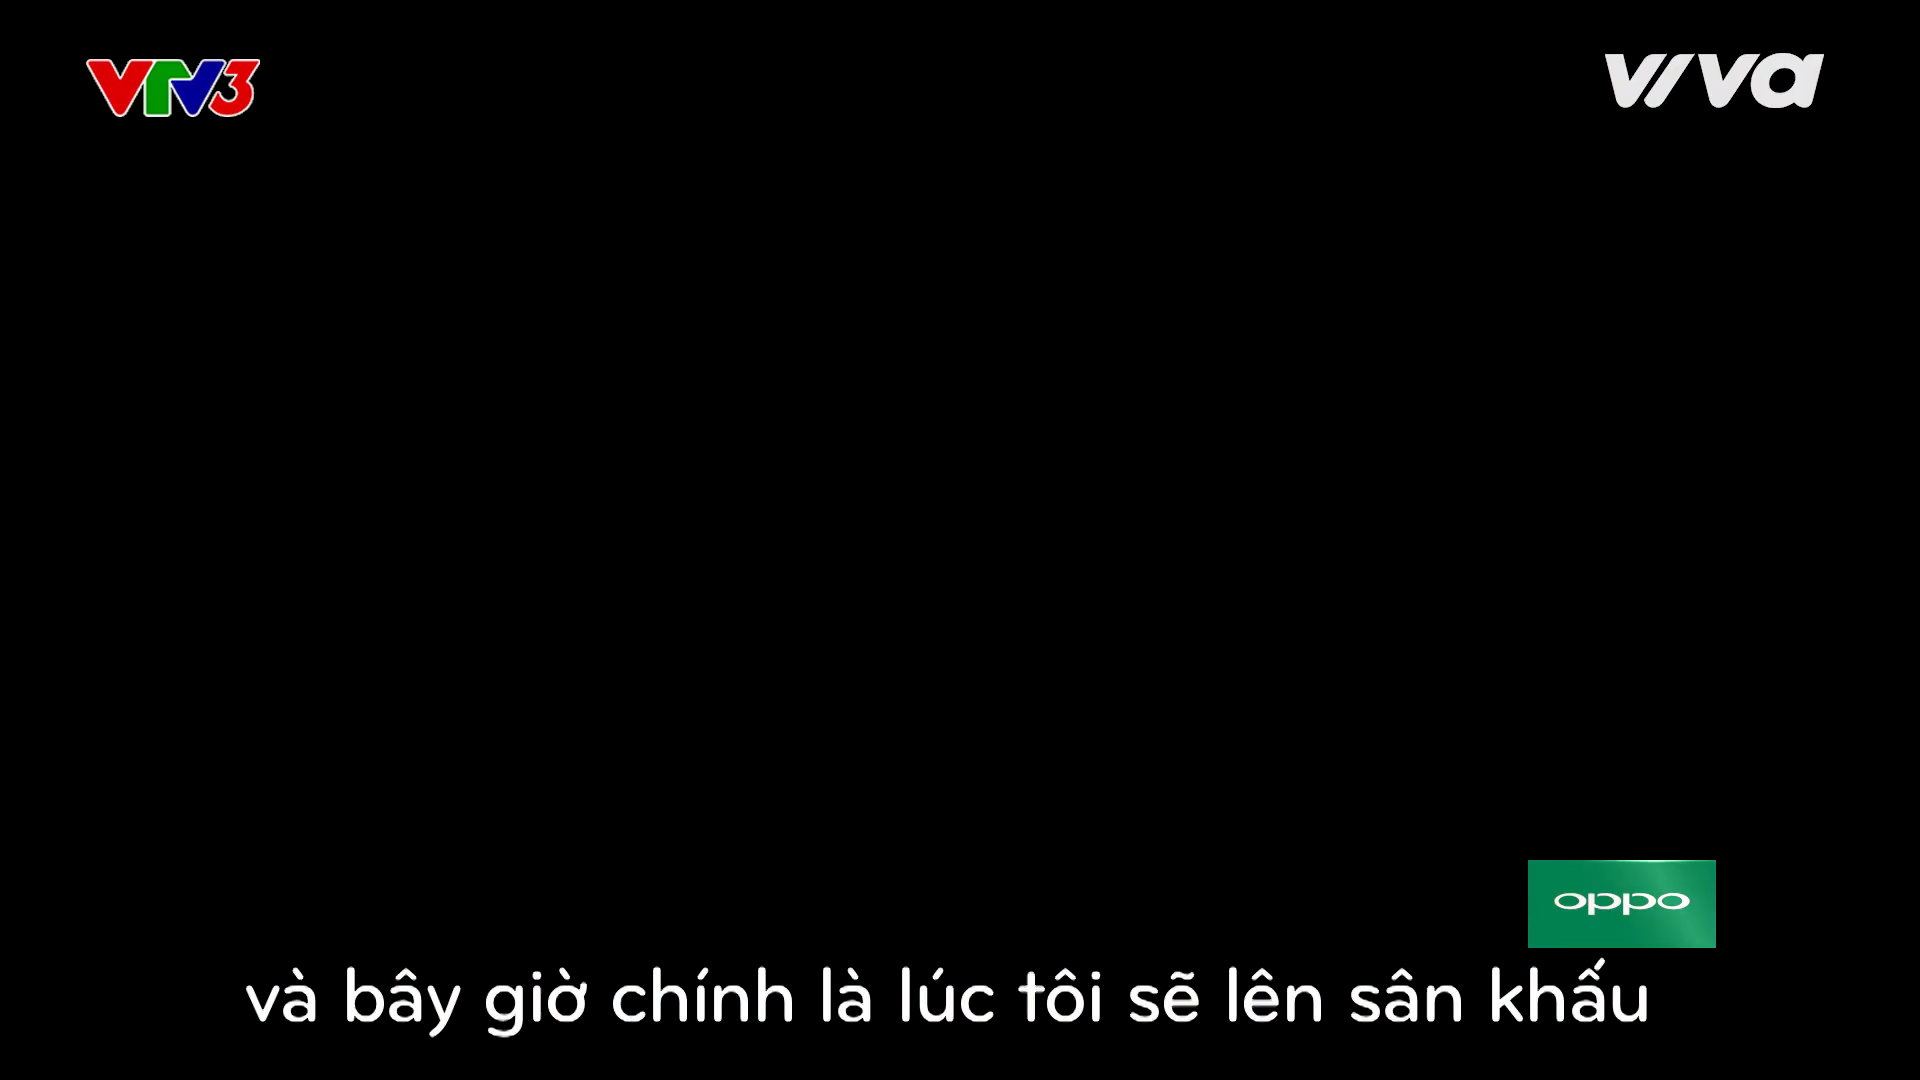 VTV3
VIVA
oppo
và bây giờ chính là lúc tôi sẽ lên sân khấu